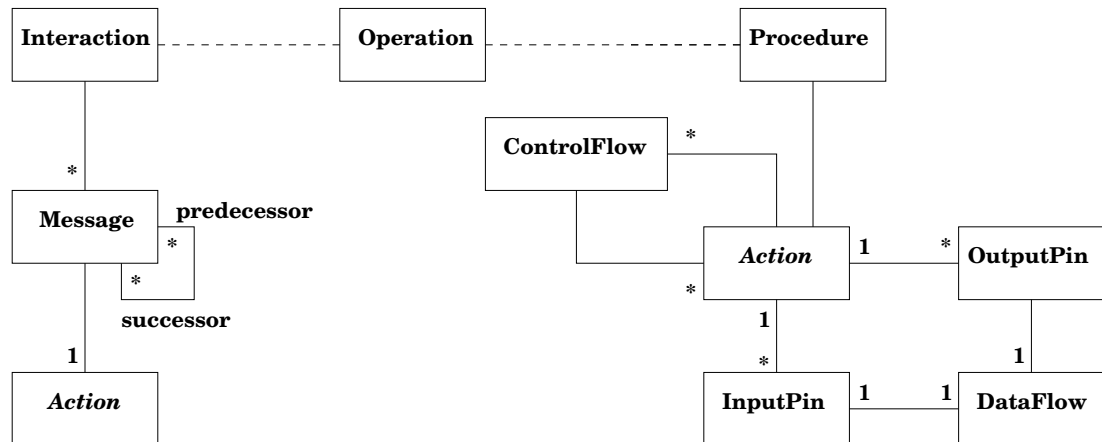 Interaction
Operation
Procedure
ControlFlow
*
*
Message
predecessor
*
*
successor
Action
1
*
OutputPin
*
1
1
*
1
Action
InputPin
1
1
DataFlow